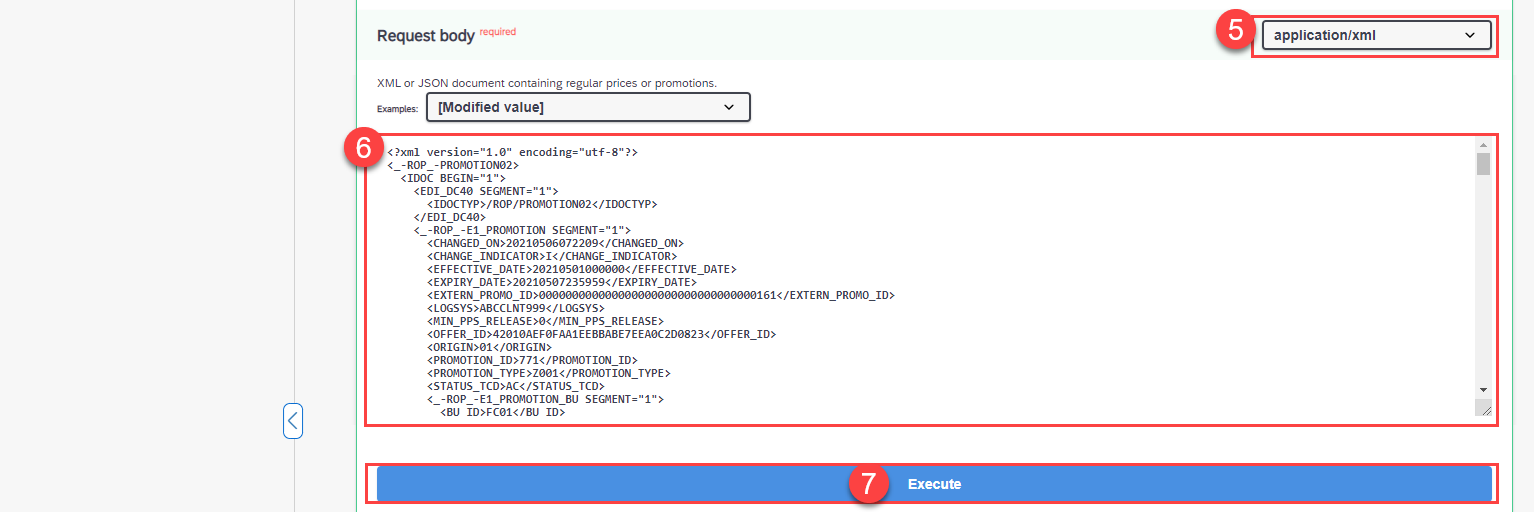 Request body required
5
application/xml
XML or JSON document containing regular prices or promotions.
Examples: [Modified value]
6
<?xml version="1.0" encoding="utf-8"?>
<_-ROP_-PROMOTION02>
<IDOC BEGIN="1">
<EDI_DC40 SEGMENT="1">
<IDOCTYP>/ROP/PROMOTION02</IDOCTYP>
</EDI_DC40>
<_-ROP_-E1_PROMOTION SEGMENT="1">
<CHANGED_ON>20210506072209</CHANGED_ON>
<CHANGE_INDICATOR>I</CHANGE_INDICATOR>
<EFFECTIVE_DATE>20210501000000</EFFECTIVE_DATE>
<EXPIRY_DATE>20210507235959</EXPIRY_DATE>
<EXTERN_PROMO_ID>000000000000000000000000000000000161</EXTERN_PROMO_ID>
<LOGSYS>ABCCLNT999</LOGSYS>
<MIN_PPS_RELEASE>0</MIN_PPS_RELEASE>
<OFFER_ID>42010AEF0FAA1EEBBABE7EEA0C2D0823</OFFER_ID>
<ORIGIN>01</ORIGIN>
<PROMOTION_ID>771</PROMOTION_ID>
<PROMOTION_TYPE>Z001</PROMOTION_TYPE>
<STATUS_TCD>AC</STATUS_TCD>
<_-ROP_-E1_PROMOTION_BU SEGMENT="1">
<BU_ID>FC01</BU_ID>
7
Execute